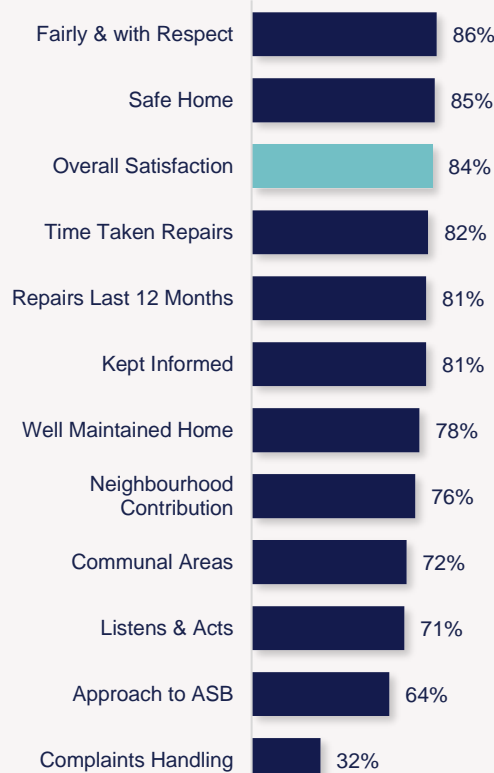 Fairly & with Respect 86%
Safe Home 85%
Overall Satisfaction 84%
Time Taken Repairs 82%
Repairs Last 12 Months 81%
Kept Informed 81%
Well Maintained Home 78%
Neighbourhood
Contribution 76%
Communal Areas 72%
Listens & Acts 71%
Approach to ASB 64%
Complaints Handling 32%